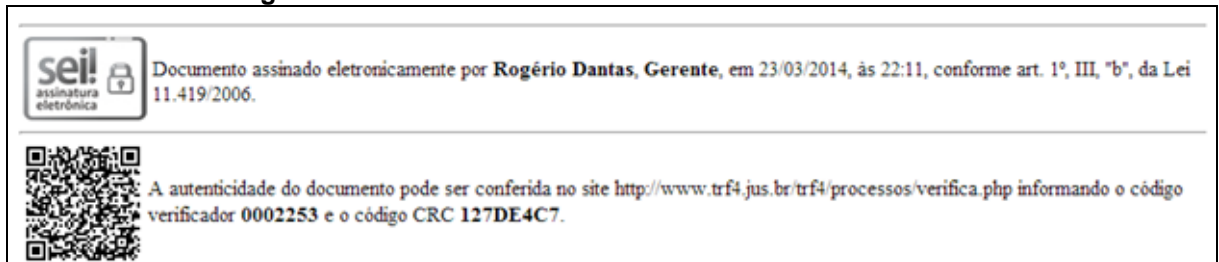 sei!
assinatura
eletrônica
Documento assinado eletronicamente por Rogério Dantas, Gerente, em 23/03/2014, às 22:11, conforme art. 1º, III, "b", da Lei
11.419/2006.
A autenticidade do documento pode ser conferida no site http://www.trf4.jus.br/trf4/processos/verifica.php informando o código
verificador 0002253 e o código CRC 127DE4C7.